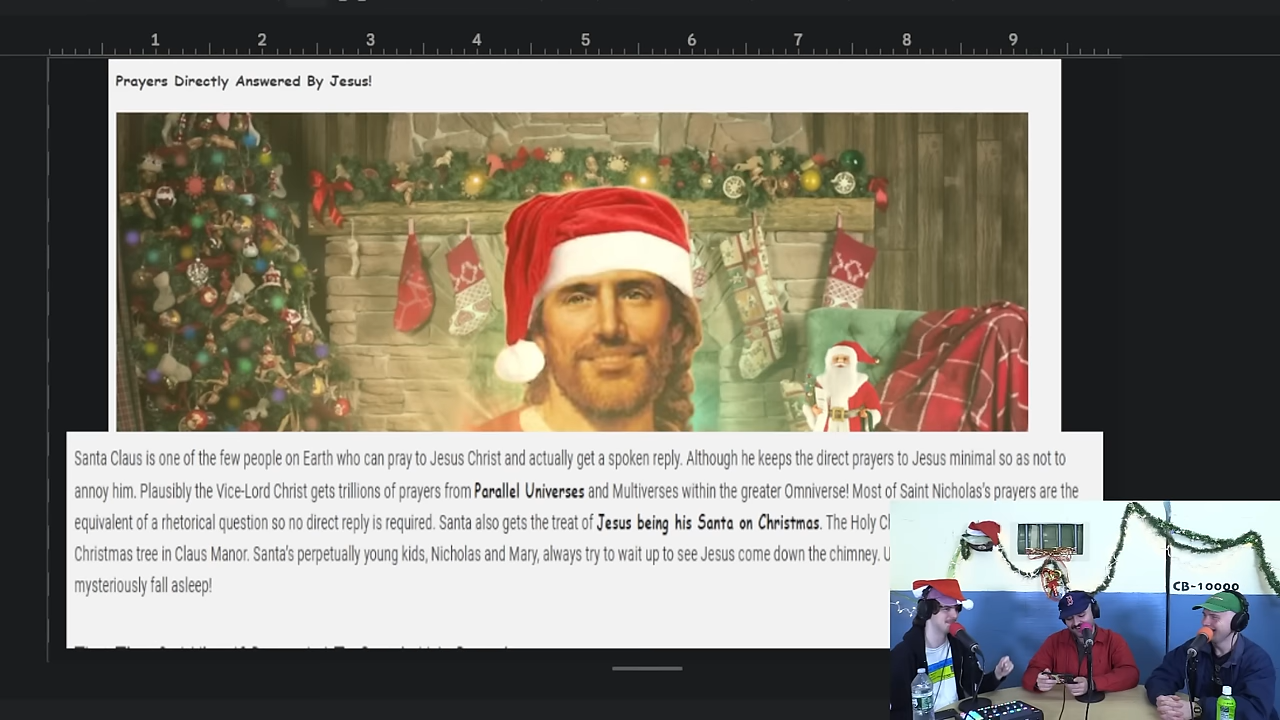 1 2 3 4 5 6 7 8 9
Prayers Directly Answered By Jesus!
Santa Claus is one of the few people on Earth who can pray to Jesus Christ and actually get a spoken reply. Although he keeps the direct prayers to Jesus minimal so as not to
annoy him. Plausibly the Vice-Lord Christ gets trillions of prayers from Parallel Universes and Multiverses within the greater Omniverse! Most of Saint Nicholas's prayers are the
equivalent of a rhetorical question so no direct reply is required. Santa also gets the treat of Jesus being his Santa on Christmas. The Holy
Christmas tree in Claus Manor. Santa's perpetually young kids, Nicholas and Mary, always try to wait up to see Jesus come down the chimney.
mysteriously fall asleep!
CB-10000
B